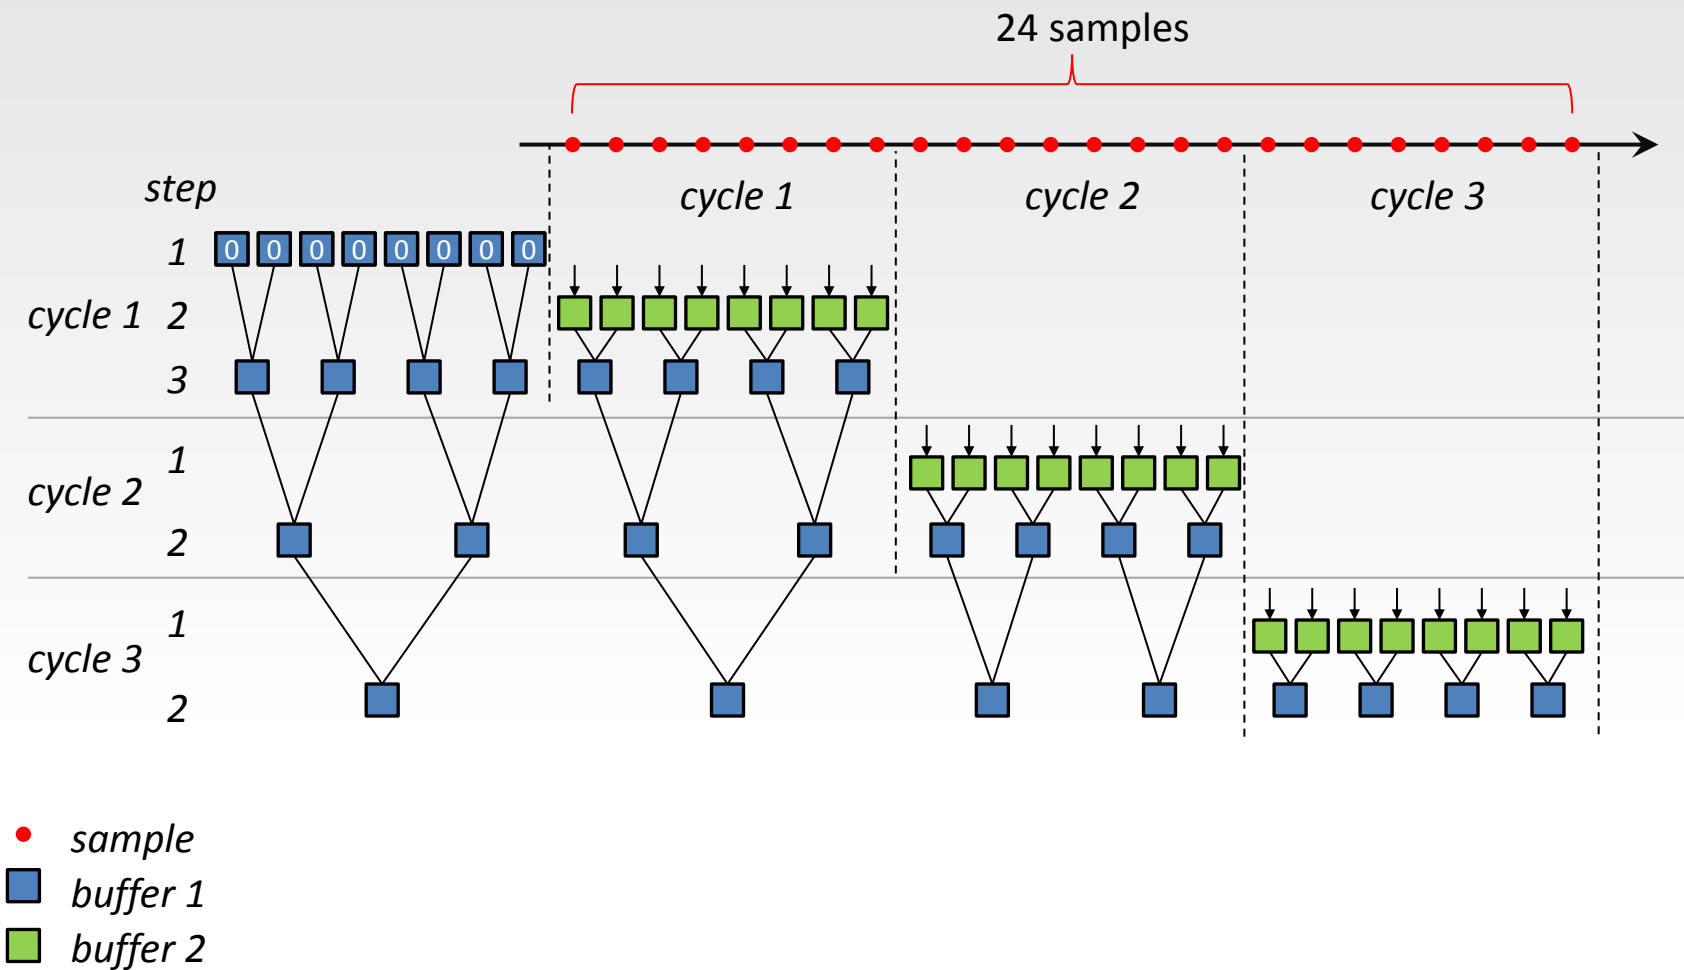 24 samples
step
cycle 1 cycle 2 cycle 3
1 0 0 0 0 0 0 0 0
cycle 1 2
3
1
cycle 2
2
1
cycle 3
2
sample
buffer 1
buffer 2